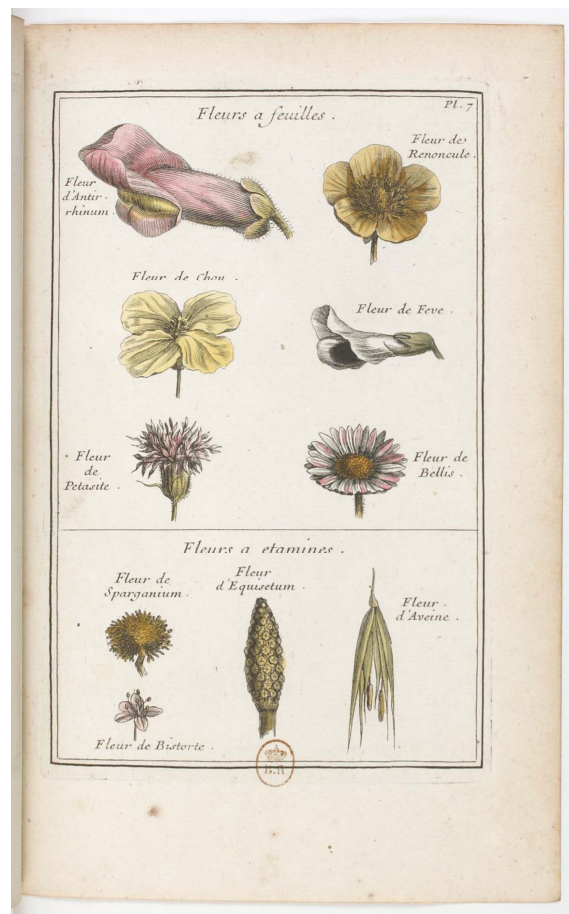 Pl. 7
Fleurs a feuilles .
Fleur
d'Antir-
rhinum .
Fleur de
Renoncule .
Fleur de Chou .
Fleur de Feve .
Fleur
de
Petasite .
Fleur de
Bellis .
Fleurs a etamines .
Fleur de
Sparganium .
Fleur
d'Equisetum .
Fleur
d'Aveine .
Fleur de Bistorte .